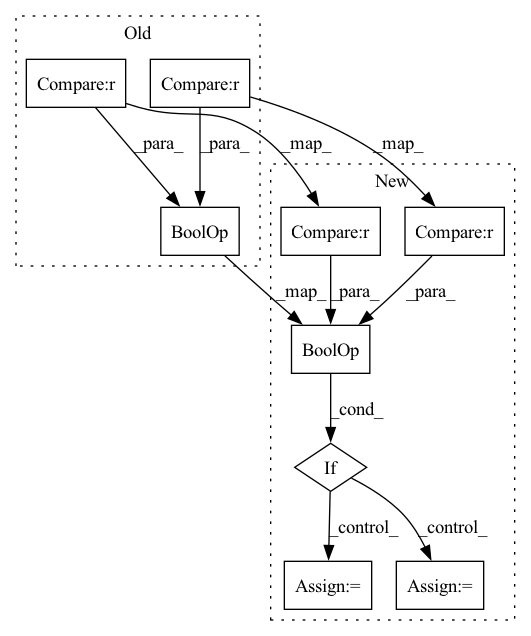 Old
Compare:r
Compare:r
_para_
_para_
_map_
_map_
New
BoolOp
Compare:r
Compare:r
_map_
_para_
_para_
BoolOp
_cond_
If
_control_
_control_
Assign:=
Assign:=